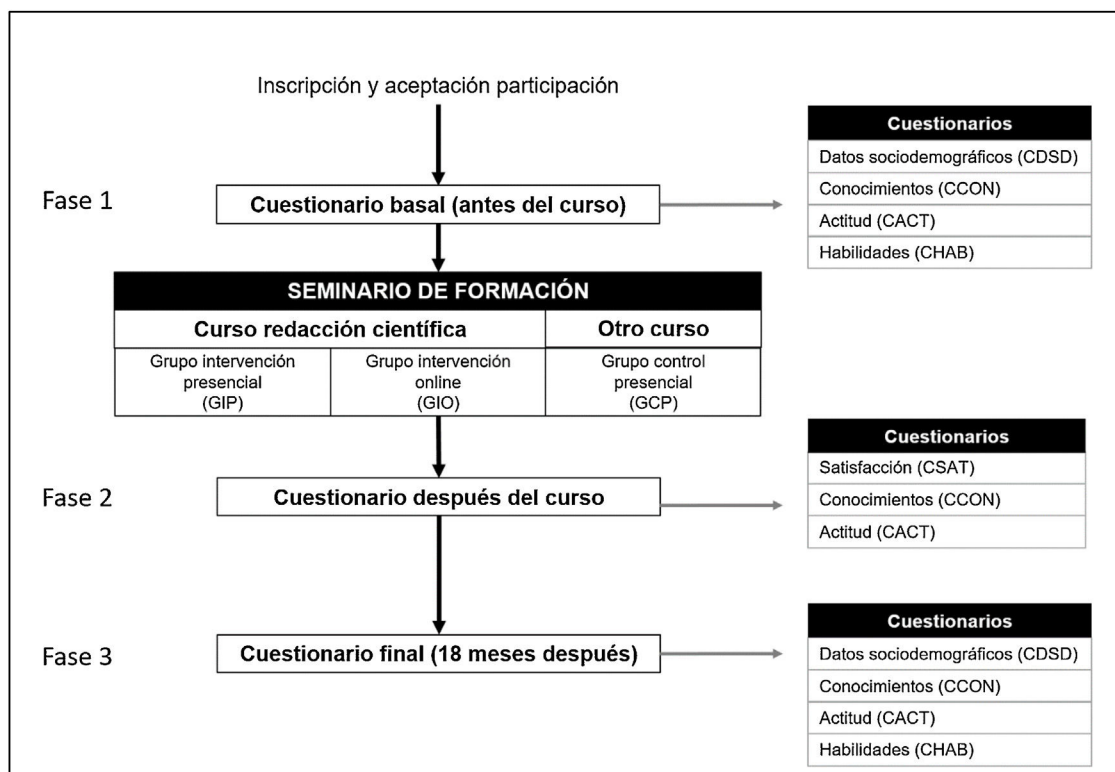 Inscripción y aceptación participación
Fase 1
Cuestionario basal (antes del curso)
Cuestionarios
Datos sociodemográficos (CDSD)
Conocimientos (CCON)
Actitud (CACT)
Habilidades (CHAB)
SEMINARIO DE FORMACIÓN
Curso redacción científica
Otro curso
Grupo intervención
presencial
(GIP)
Grupo intervención
online
(GIO)
Grupo control
presencial
(GCP)
Fase 2
Cuestionario después del curso
Cuestionarios
Satisfacción (CSAT)
Conocimientos (CCON)
Actitud (CACT)
Fase 3
Cuestionario final (18 meses después)
Cuestionarios
Datos sociodemográficos (CDSD)
Conocimientos (CCON)
Actitud (CACT)
Habilidades (CHAB)